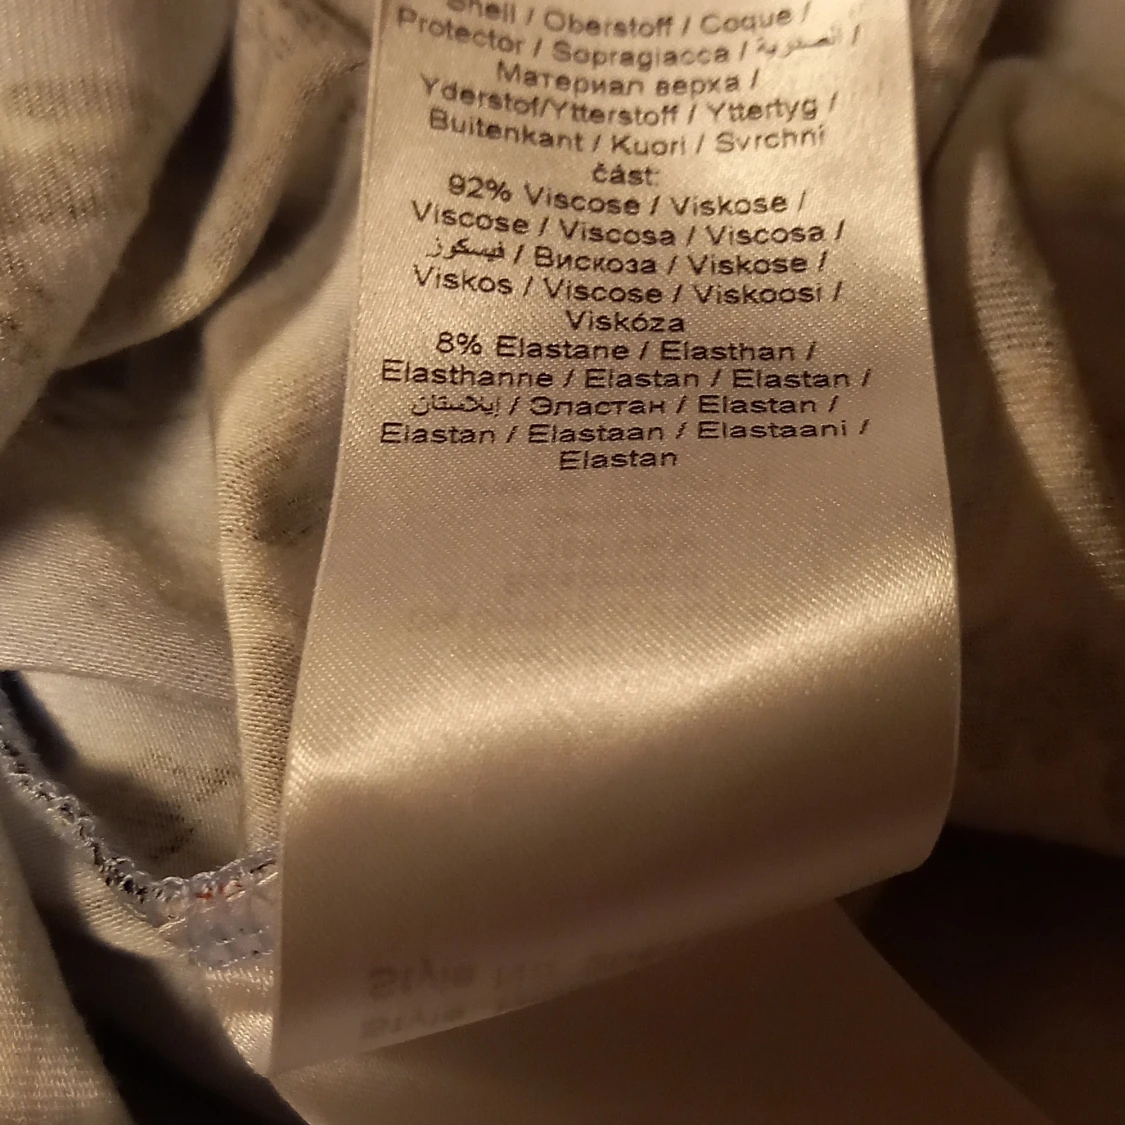 Shell / Oberstoff / Coque /
Protector / Sopragiacca / الصدرية /
Материал верха /
Yderstof/Ytterstoff / Yttertyg /
Buitenkant / Kuori / Svrchní
část:
92% Viscose / Viskose /
Viscose / Viscosa / Viscosa /
فيسكوز / Вискоза / Viskose /
Viskos / Viscose / Viskoosi /
Viskóza
8% Elastane / Elasthan /
Elasthanne / Elastan / Elastan /
إيلاستان / Эластан / Elastan /
Elastan / Elastaan / Elastaani /
Elastan